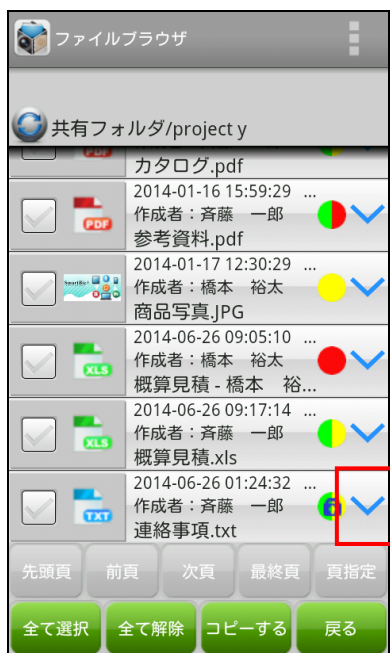 ファイルブラウザ
共有フォルダ/project y
PDF
カタログ.pdf
2014-01-16 15:59:29 ...
作成者：斉藤　一郎
PDF
参考資料.pdf
2014-01-17 12:30:29 ...
作成者：橋本　裕太
商品写真.JPG
2014-06-26 09:05:10 ...
作成者：橋本　裕太
XLS
概算見積 - 橋本　裕...
2014-06-26 09:17:14 ...
作成者：斉藤　一郎
XLS
概算見積.xls
2014-06-26 01:24:32 ...
作成者：斉藤　一郎
TXT
連絡事項.txt
先頭頁 前頁 次頁 最終頁 頁指定
全て選択 全て解除 コピーする 戻る